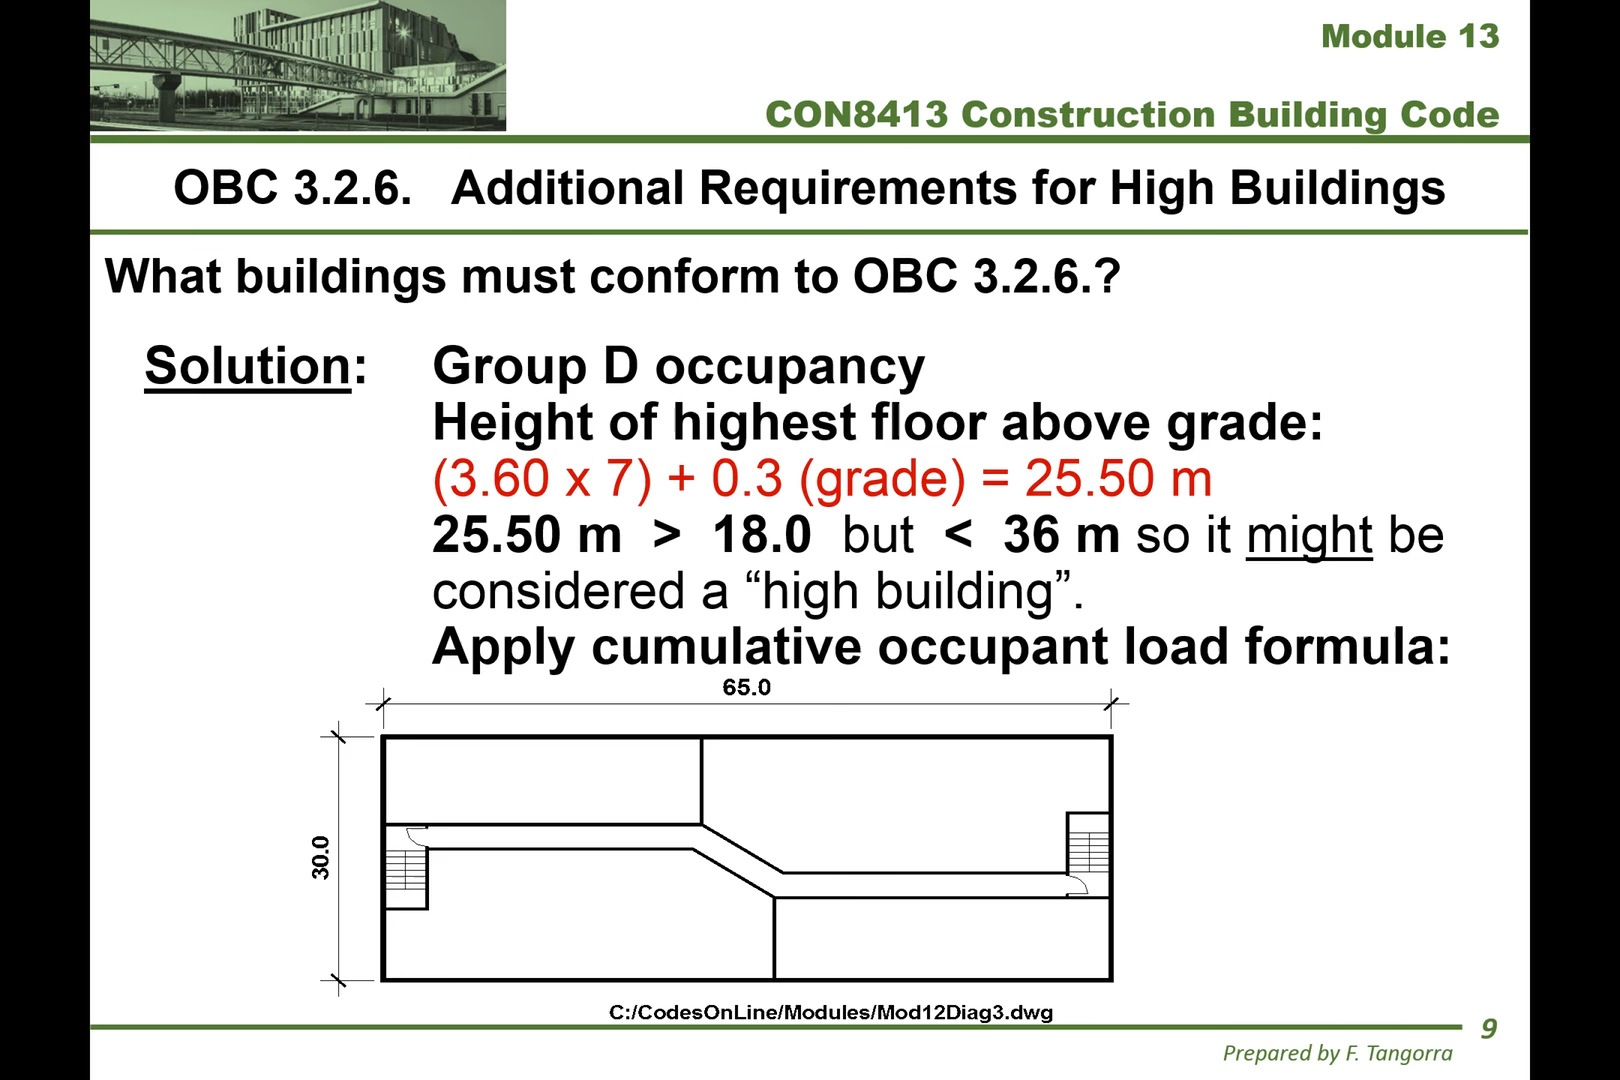 Module 13
CON8413 Construction Building Code
OBC 3.2.6. Additional Requirements for High Buildings
What buildings must conform to OBC 3.2.6.?
Solution: Group D occupancy
Height of highest floor above grade:
(3.60 x 7) + 0.3 (grade) = 25.50 m
25.50 m > 18.0 but < 36 m so it might be
considered a “high building”.
Apply cumulative occupant load formula:
65.0
30.0
C:/CodesOnLine/Modules/Mod12Diag3.dwg
9
Prepared by F. Tangorra